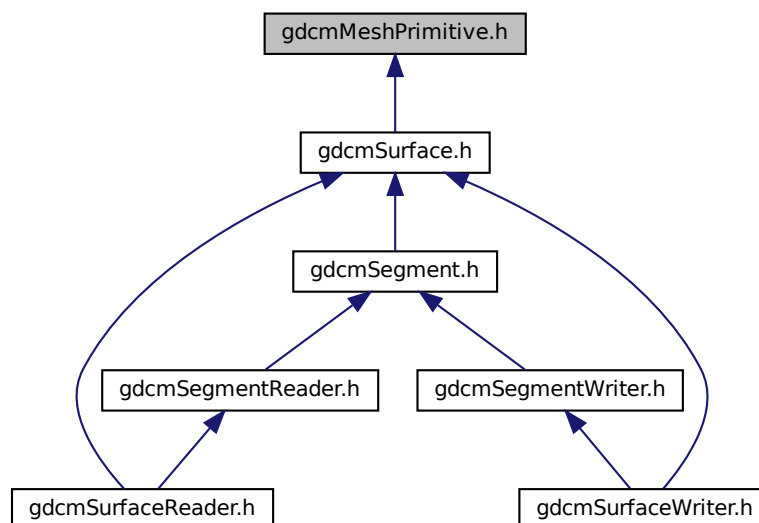 gdcmMeshPrimitive.h
gdcmSurface.h
gdcmSegment.h
gdcmSegmentReader.h
gdcmSegmentWriter.h
gdcmSurfaceReader.h
gdcmSurfaceWriter.h